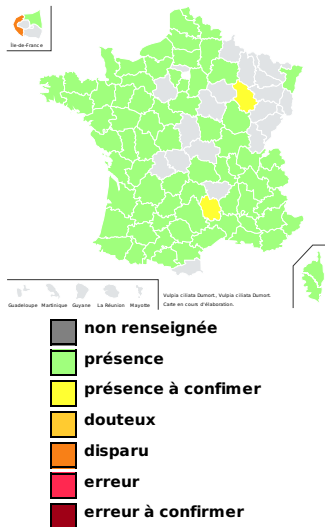 Île-de-France
Guadeloupe Martinique Guyane La Réunion Mayotte
Vulpia ciliata Dumort., Vulpia ciliata Dumort.
Carte en cours d'élaboration.
non renseignée
présence
présence à confimer
douteux
disparu
erreur
erreur à confirmer